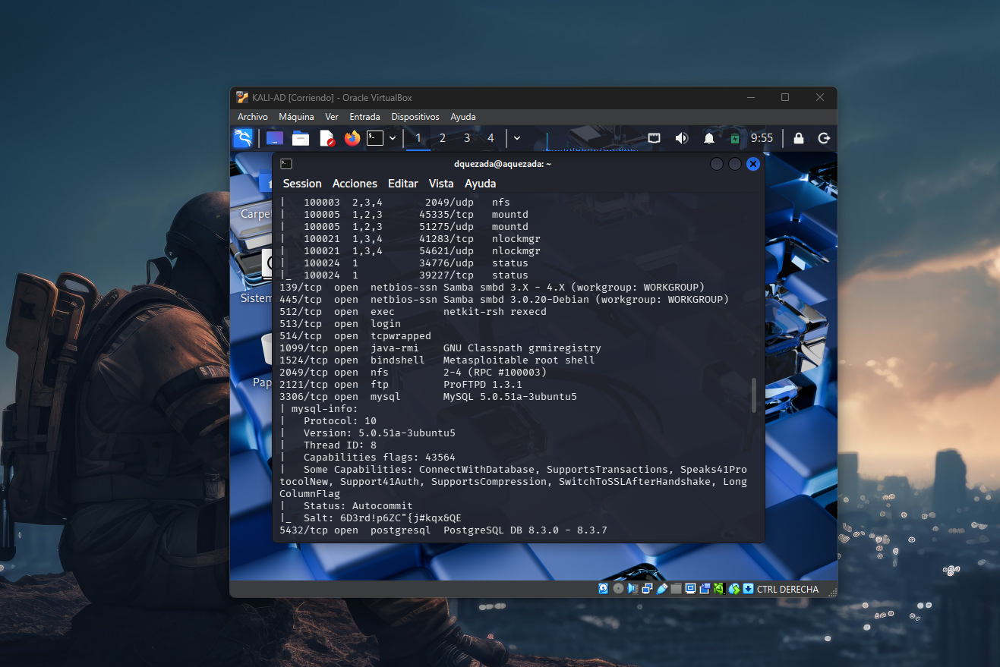 KALI-AD [Corriendo] - Oracle VirtualBox
Archivo Máquina Ver Entrada Dispositivos Ayuda
1 2 3 4 9:55
dquezada@aquezada: ~
Session Acciones Editar Vista Ayuda
| 100003 2,3,4 2049/udp nfs
| 100005 1,2,3 45335/tcp mountd
| 100005 1,2,3 51275/udp mountd
| 100021 1,3,4 41283/tcp nlockmgr
| 100021 1,3,4 54621/udp nlockmgr
| 100024 1 34776/udp status
|_ 100024 1 39227/tcp status
139/tcp open netbios-ssn Samba smbd 3.X - 4.X (workgroup: WORKGROUP)
445/tcp open netbios-ssn Samba smbd 3.0.20-Debian (workgroup: WORKGROUP)
512/tcp open exec netkit-rsh rexecd
513/tcp open login
514/tcp open tcpwrapped
1099/tcp open java-rmi GNU Classpath grmiregistry
1524/tcp open bindshell Metasploitable root shell
2049/tcp open nfs 2-4 (RPC #100003)
2121/tcp open ftp ProFTPD 1.3.1
3306/tcp open mysql MySQL 5.0.51a-3ubuntu5
| mysql-info:
| Protocol: 10
| Version: 5.0.51a-3ubuntu5
| Thread ID: 8
| Capabilities flags: 43564
| Some Capabilities: ConnectWithDatabase, SupportsTransactions, Speaks41Pro
tocolNew, Support41Auth, SupportsCompression, SwitchToSSLAfterHandshake, Long
ColumnFlag
| Status: Autocommit
|_ Salt: 6D3rd!p6ZC"{j#kqx&QE
5432/tcp open postgresql PostgreSQL DB 8.3.0 - 8.3.7
Carpe
Sistem
Pap
CTRL DERECHA